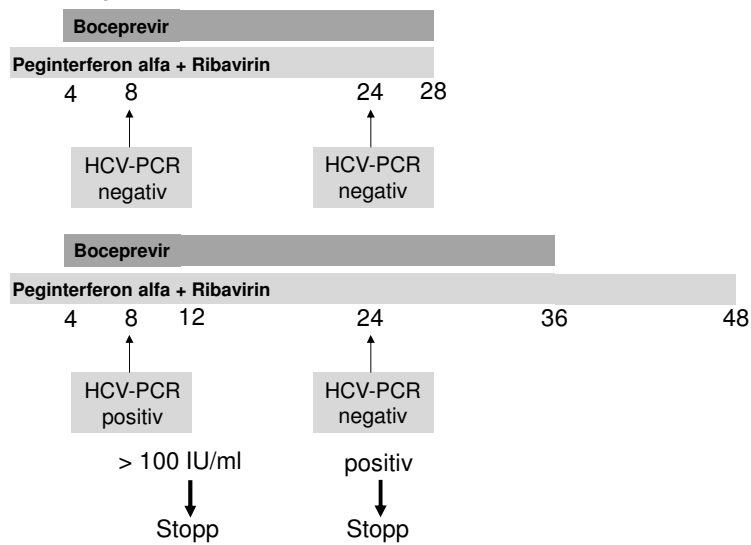 Boceprevir
Peginterferon alfa + Ribavirin
4 8 24 28
HCV-PCR HCV-PCR
negativ negativ
Boceprevir
Peginterferon alfa + Ribavirin
4 8 12 24 36 48
HCV-PCR HCV-PCR
positiv negativ
> 100 IU/ml positiv
Stopp Stopp